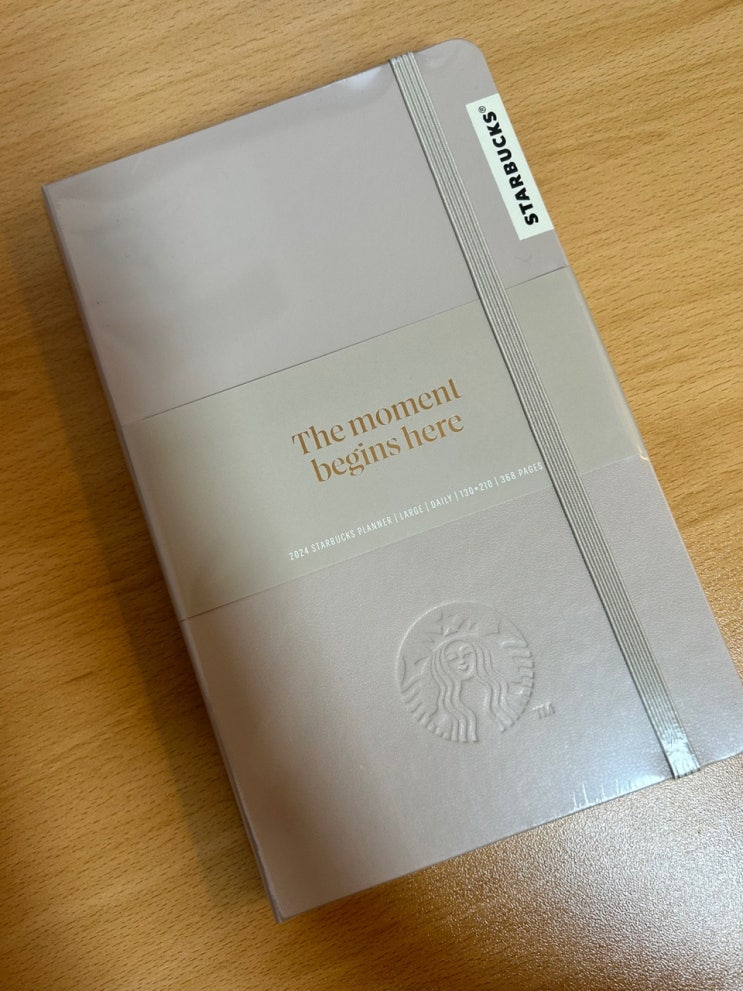 STARBUCKS®
The moment
begins here
2024 STARBUCKS PLANNER | LARGE | DAILY | 130*210 | 368 PAGES
TM